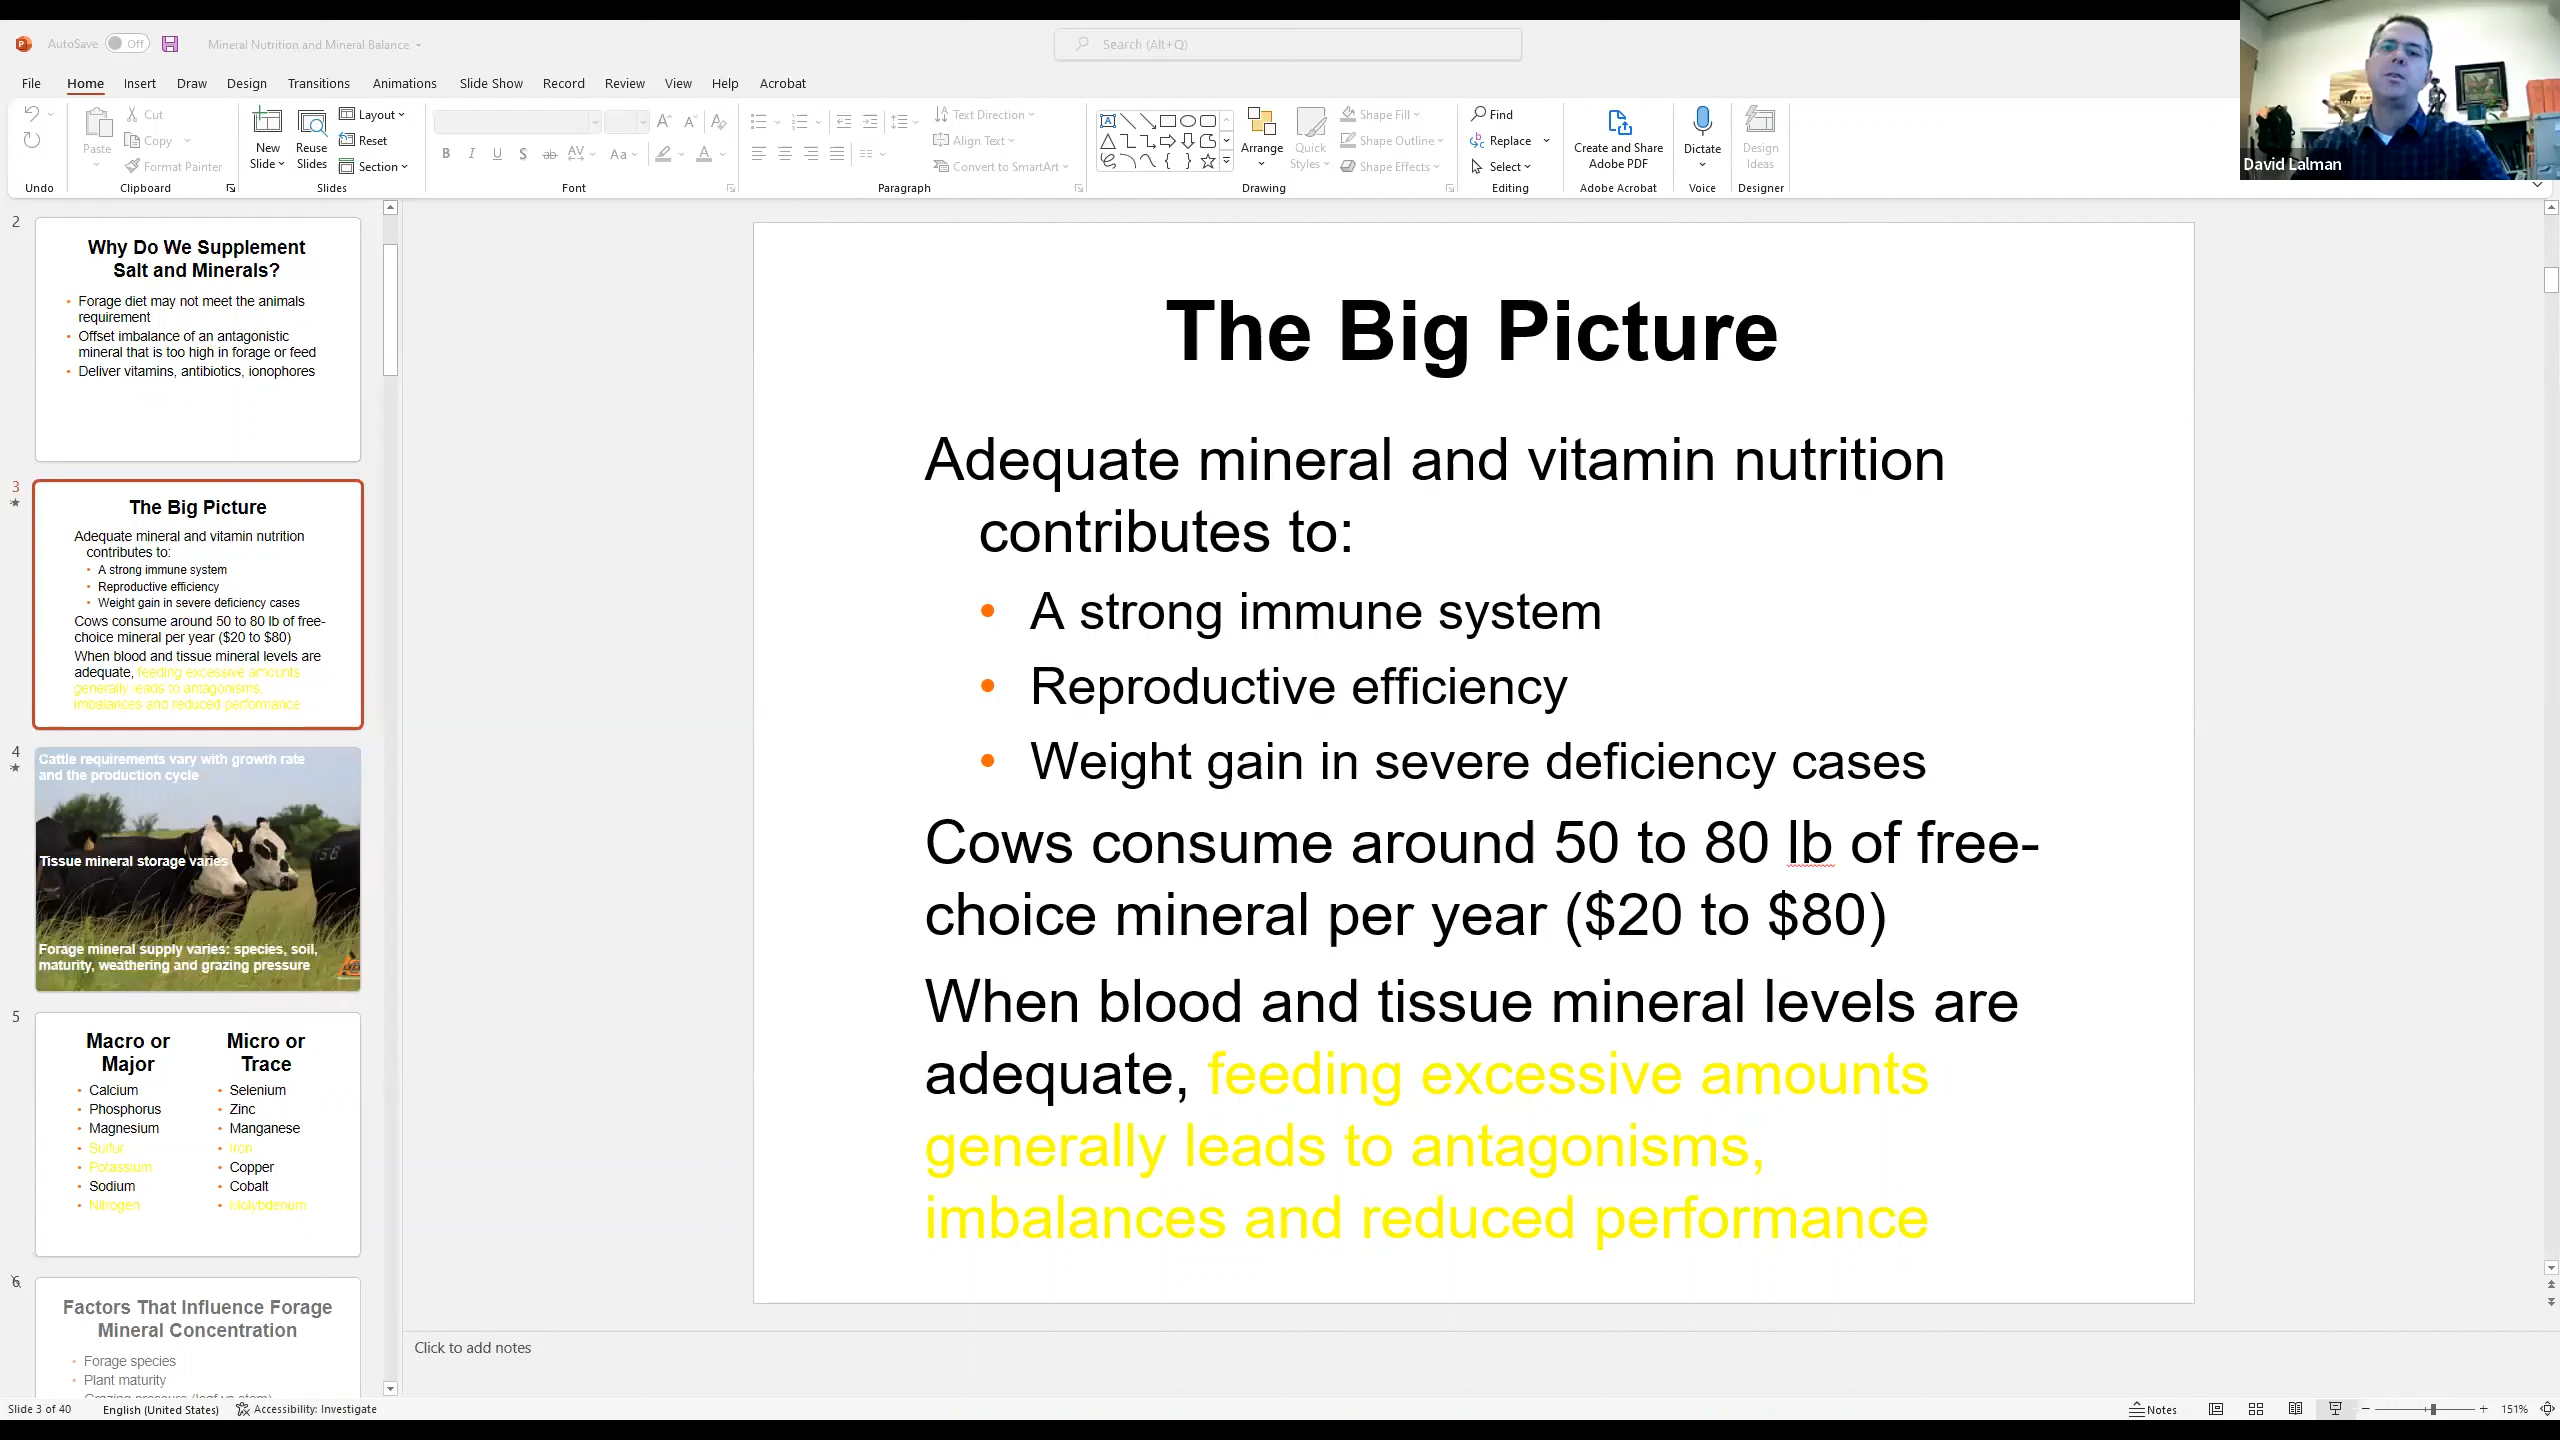 AutoSave Off Mineral Nutrition and Mineral Balance Search (Alt+Q)
File Home Insert Draw Design Transitions Animations Slide Show Record Review View Help Acrobat
Undo
Paste Cut Copy Format Painter
Clipboard
New Slide Reuse Slides Layout Reset Section
Slides
Font
Text Direction
Align Text
Convert to SmartArt
Paragraph
Arrange Quick Styles
Shape Fill
Shape Outline
Shape Effects
Drawing
Find
Replace
Select
Editing
Create and Share Adobe PDF
Adobe Acrobat
Dictate
Voice
Design Ideas
Designer
David Lalman
2
Why Do We Supplement
Salt and Minerals?
• Forage diet may not meet the animals
requirement
• Offset imbalance of an antagonistic
mineral that is too high in forage or feed
• Deliver vitamins, antibiotics, ionophores
3
The Big Picture
Adequate mineral and vitamin nutrition
contributes to:
• A strong immune system
• Reproductive efficiency
• Weight gain in severe deficiency cases
Cows consume around 50 to 80 lb of free-
choice mineral per year ($20 to $80)
When blood and tissue mineral levels are
adequate, feeding excessive amounts
generally leads to antagonisms,
imbalances and reduced performance
4
Cattle requirements vary with growth rate
and the production cycle
Tissue mineral storage varies
Forage mineral supply varies: species, soil,
maturity, weathering and grazing pressure
5
Macro or
Major
• Calcium
• Phosphorus
• Magnesium
• Sulfur
• Potassium
• Sodium
• Nitrogen
Micro or
Trace
• Selenium
• Zinc
• Manganese
• Iron
• Copper
• Cobalt
• Molybdenum
6
Factors That Influence Forage
Mineral Concentration
• Forage species
• Plant maturity
The Big Picture
Adequate mineral and vitamin nutrition
contributes to:
• A strong immune system
• Reproductive efficiency
• Weight gain in severe deficiency cases
Cows consume around 50 to 80 lb of free-
choice mineral per year ($20 to $80)
When blood and tissue mineral levels are
adequate, feeding excessive amounts
generally leads to antagonisms,
imbalances and reduced performance
Click to add notes
Slide 3 of 40 English (United States) Accessibility: Investigate Notes 151%